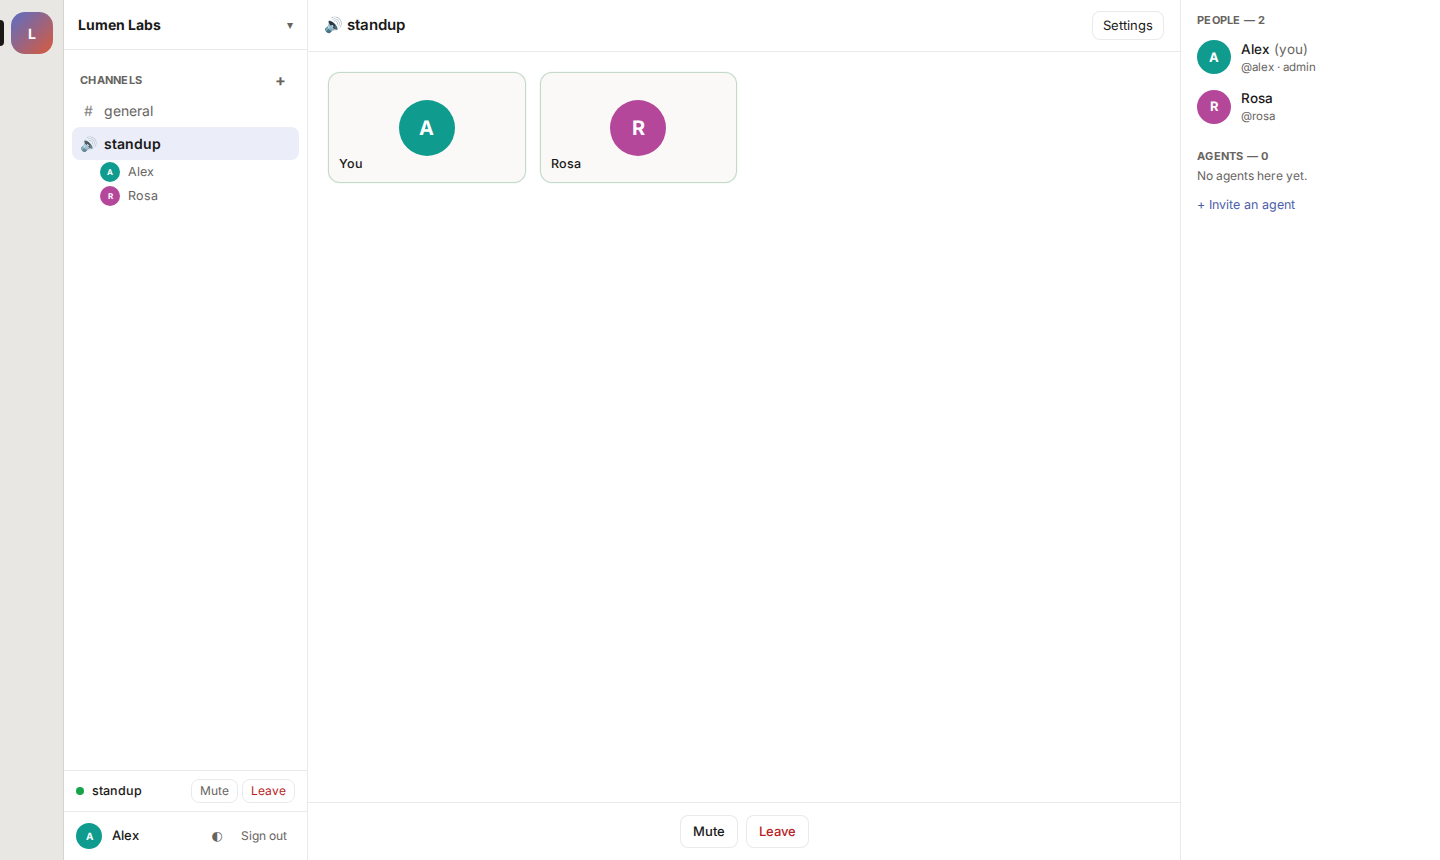 L
Lumen Labs ▾
CHANNELS +
# general
🔊 standup
A Alex
R Rosa
standup Mute Leave
A Alex ◐ Sign out
🔊 standup Settings
A
You
R
Rosa
Mute Leave
PEOPLE — 2
A Alex (you)
@alex · admin
R Rosa
@rosa
AGENTS — 0
No agents here yet.
+ Invite an agent